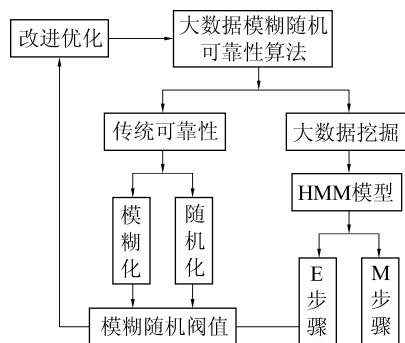 改进优化
大数据模糊随机
可靠性算法
传统可靠性
大数据挖掘
HMM模型
模糊化
随机化
E步骤
M步骤
模糊随机阀值